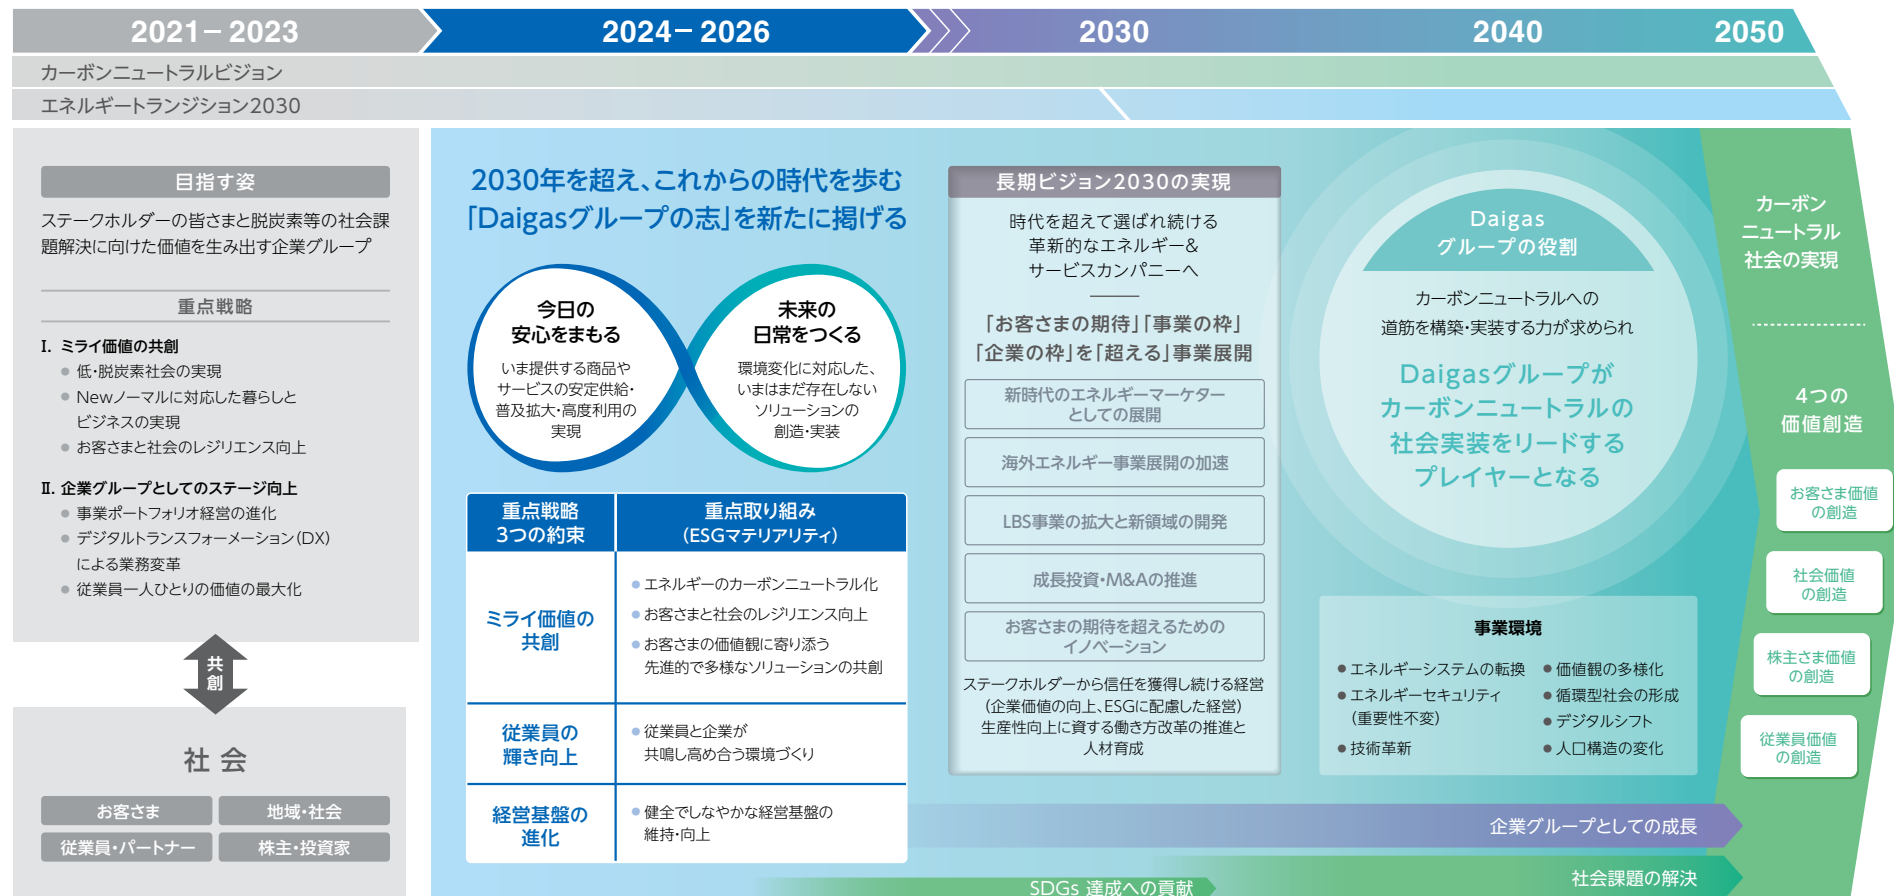 2021－2023
2024－2026
2030
2040
2050
カーボンニュートラルビジョン
エネルギートランジション2030
目指す姿
ステークホルダーの皆さまと脱炭素等の社会課
題解決に向けた価値を生み出す企業グループ
重点戦略
Ⅰ. ミライ価値の共創
● 低・脱炭素社会の実現
● Newノーマルに対応した暮らしと
ビジネスの実現
● お客さまと社会のレジリエンス向上
Ⅱ. 企業グループとしてのステージ向上
● 事業ポートフォリオ経営の進化
● デジタルトランスフォーメーション(DX)
による業務変革
● 従業員一人ひとりの価値の最大化
共
創
社会
お客さま
地域・社会
従業員・パートナー
株主・投資家
2030年を超え、これからの時代を歩む
「Daigasグループの志」を新たに掲げる
今日の
安心をまもる
いま提供する商品や
サービスの安定供給・
普及拡大・高度利用の
実現
未来の
日常をつくる
環境変化に対応した、
いまはまだ存在しない
ソリューションの
創造・実装
重点戦略
3つの約束
重点取り組み
(ESGマテリアリティ)
ミライ価値の
共創
● エネルギーのカーボンニュートラル化
● お客さまと社会のレジリエンス向上
● お客さまの価値観に寄り添う
先進的で多様なソリューションの共創
従業員の
輝き向上
● 従業員と企業が
共鳴し高め合う環境づくり
経営基盤の
進化
● 健全でしなやかな経営基盤の
維持・向上
長期ビジョン2030の実現
時代を超えて選ばれ続ける
革新的なエネルギー&
サービスカンパニーへ
「お客さまの期待」「事業の枠」
「企業の枠」を「超える」事業展開
新時代のエネルギーマーケター
としての展開
海外エネルギー事業展開の加速
LBS事業の拡大と新領域の開発
成長投資・M&Aの推進
お客さまの期待を超えるための
イノベーション
ステークホルダーから信任を獲得し続ける経営
(企業価値の向上、ESGに配慮した経営)
生産性向上に資する働き方改革の推進と
人材育成
Daigas
グループの役割
カーボンニュートラルへの
道筋を構築・実装する力が求められ
Daigasグループが
カーボンニュートラルの
社会実装をリードする
プレイヤーとなる
事業環境
● エネルギーシステムの転換
● エネルギーセキュリティ
(重要性不変)
● 技術革新
● 価値観の多様化
● 循環型社会の形成
● デジタルシフト
● 人口構造の変化
カーボン
ニュートラル
社会の実現
4つの
価値創造
お客さま価値
の創造
社会価値
の創造
株主さま価値
の創造
従業員価値
の創造
企業グループとしての成長
社会課題の解決
SDGs 達成への貢献